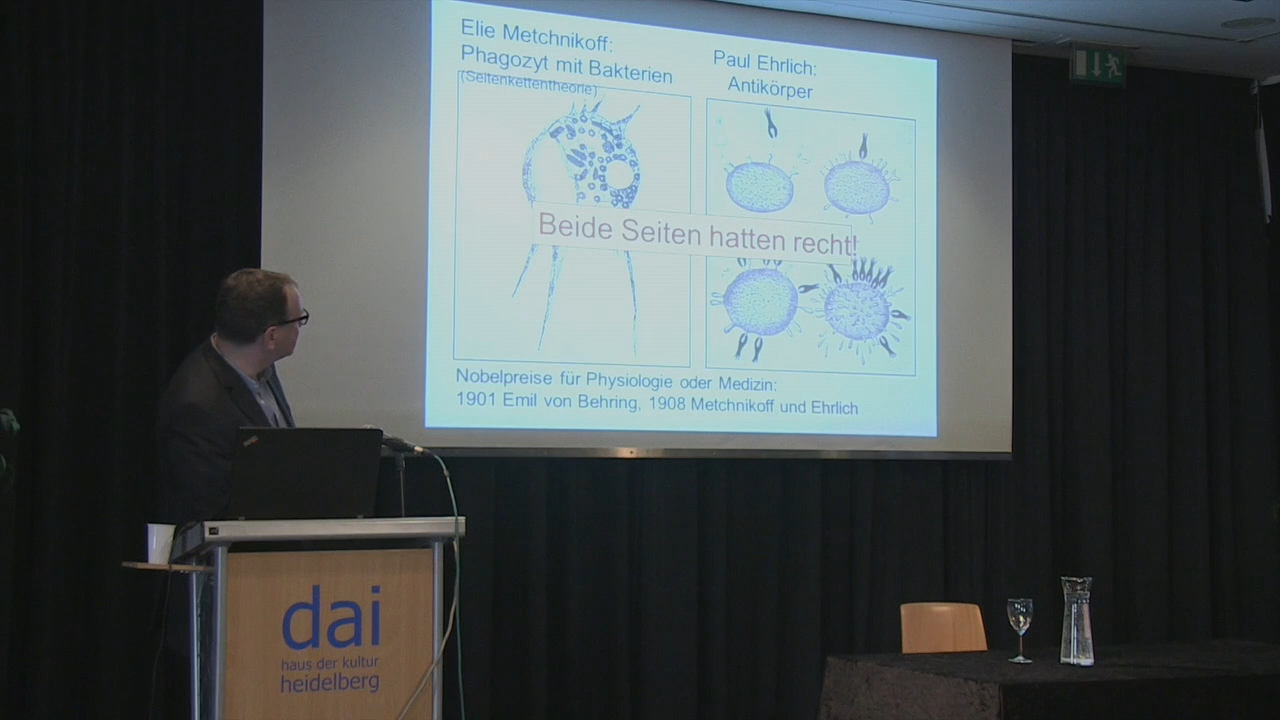 Elie Metchnikoff:
Phagozyt mit Bakterien
(Seitenkettentheorie)
Paul Ehrlich:
Antikörper
Beide Seiten hatten recht!
Nobelpreise für Physiologie oder Medizin:
1901 Emil von Behring, 1908 Metchnikoff und Ehrlich
dai
haus der kultur
heidelberg